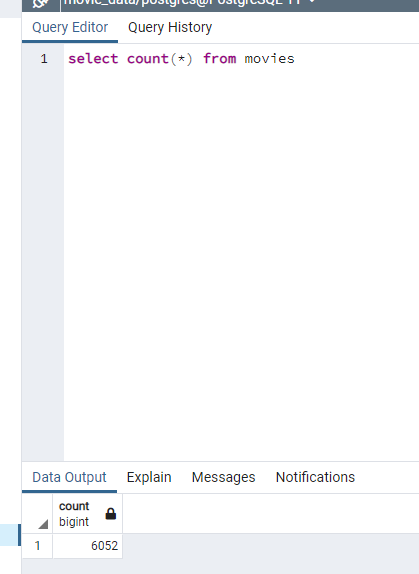 movie_data/postgres@PostgreSQL 11
Query Editor Query History
1 select count(*) from movies
Data Output Explain Messages Notifications
count
bigint
1 6052